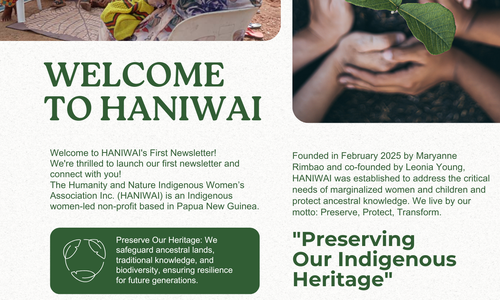 WELCOME
TO HANIWAI
Welcome to HANIWAI's First Newsletter!
We're thrilled to launch our first newsletter and
connect with you!
The Humanity and Nature Indigenous Women's
Association Inc. (HANIWAI) is an Indigenous
women-led non-profit based in Papua New Guinea.
Preserve Our Heritage: We
safeguard ancestral lands,
traditional knowledge, and
biodiversity, ensuring resilience
for future generations.
Founded in February 2025 by Maryanne
Rimbao and co-founded by Leonia Young,
HANIWAI was established to address the critical
needs of marginalized women and children and
protect ancestral knowledge. We live by our
motto: Preserve, Protect, Transform.
"Preserving
Our Indigenous
Heritage"